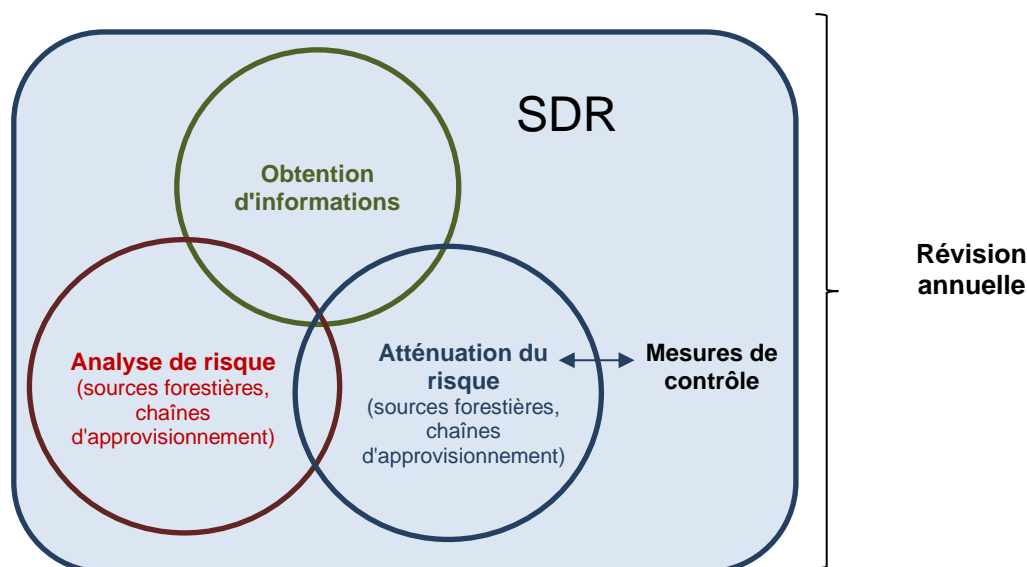 SDR
Obtention
d'informations
Analyse de risque
(sources forestières,
chaînes
d'approvisionnement)
Atténuation du
risque
(sources forestières,
chaînes
d'approvisionnement)
Mesures de
contrôle
Révision
annuelle